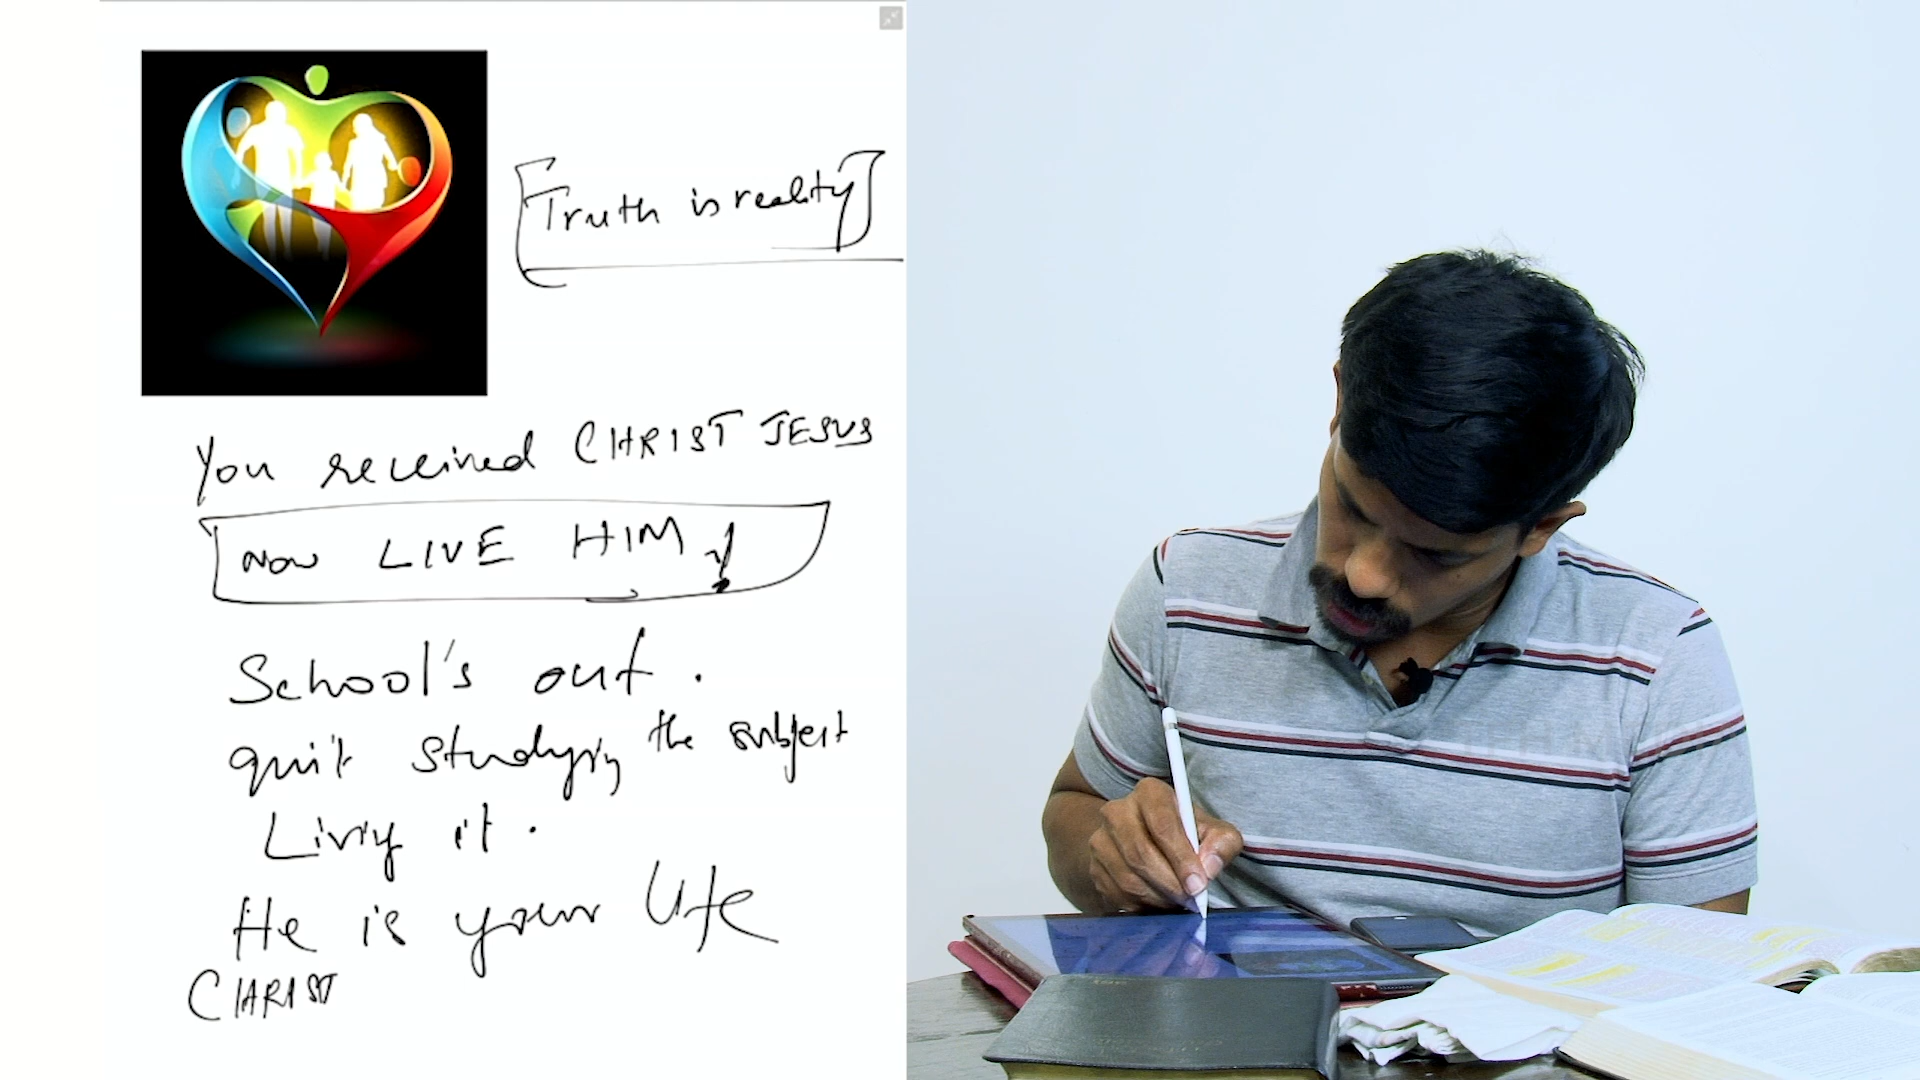 Truth is reality
You received CHRIST JESUS
NOW LIVE HIM!
School's out.
quit studying the subject
Living it.
He is your life
CHRIST